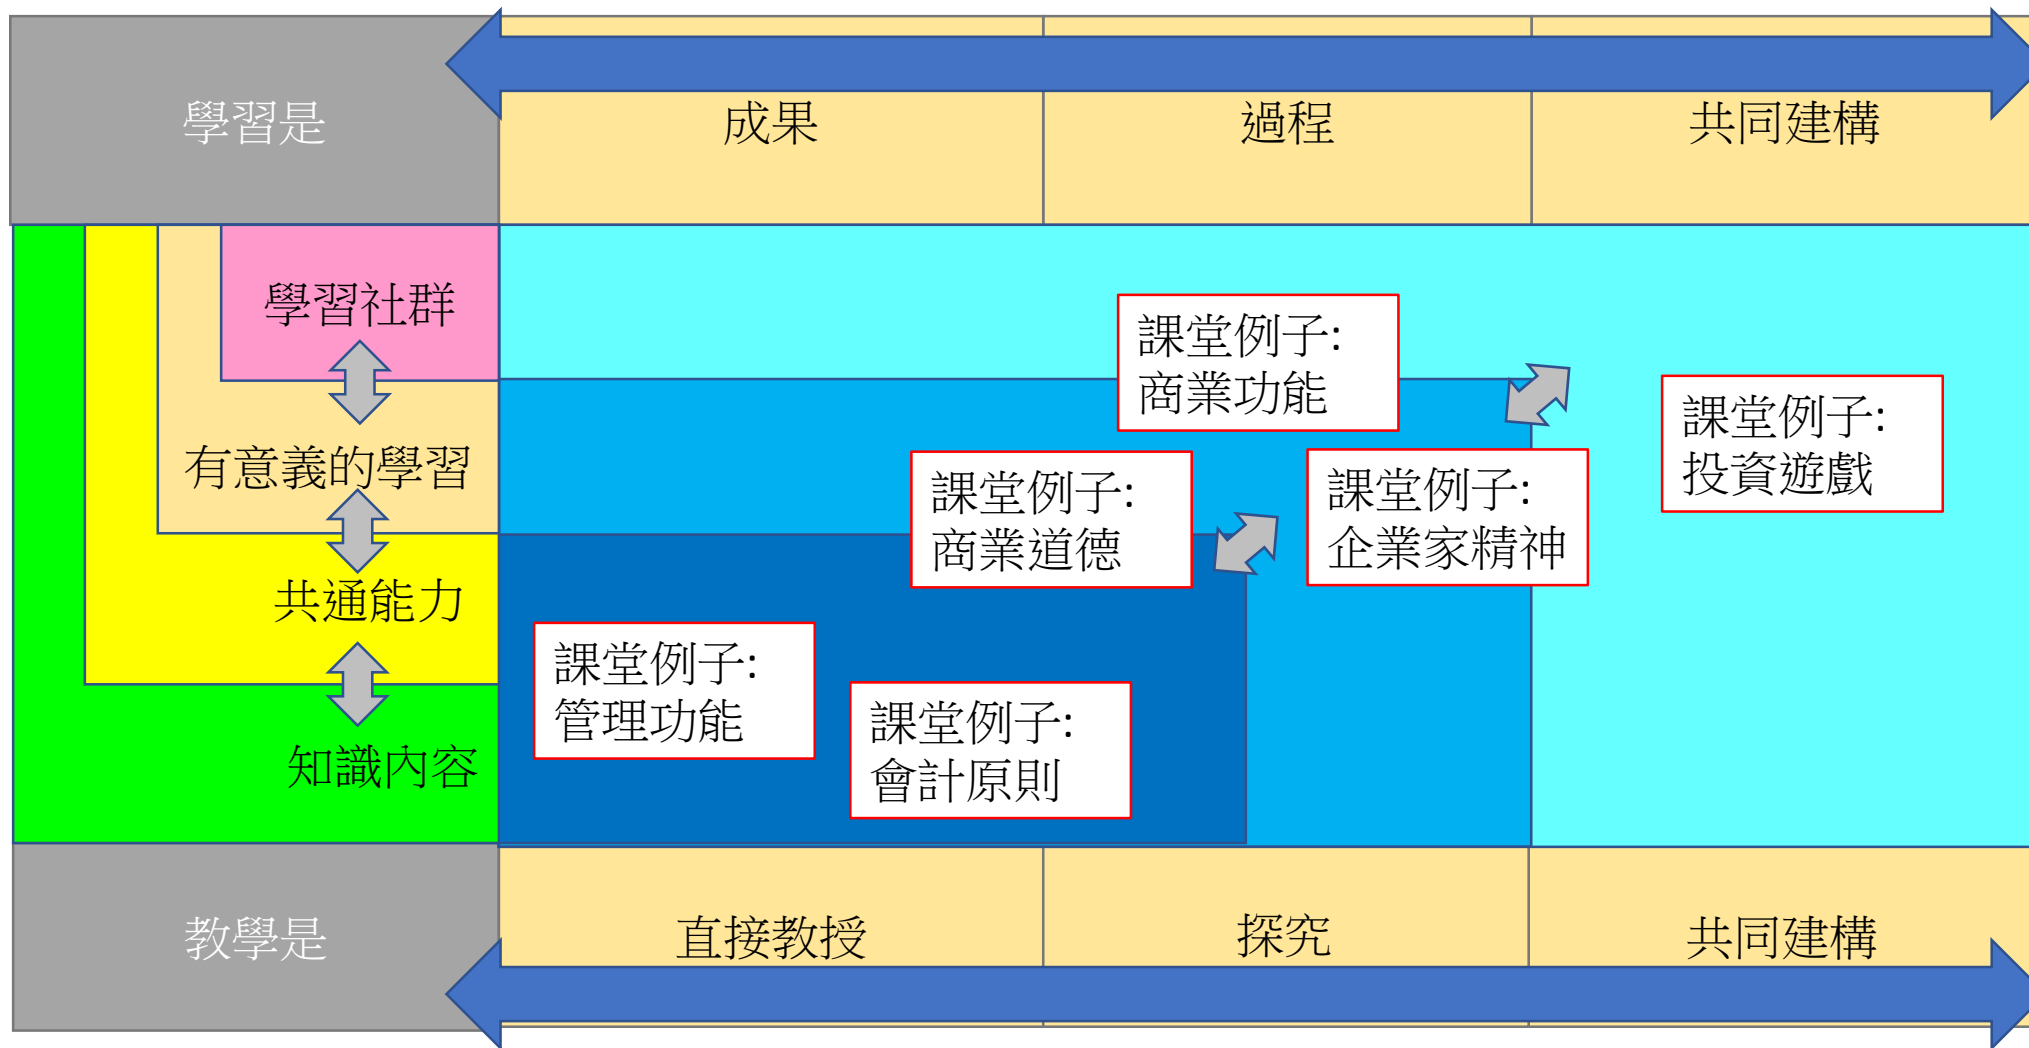 學習是
成果
過程
共同建構
學習社群
有意義的學習
共通能力
知識內容
課堂例子:
商業功能
課堂例子:
投資遊戲
課堂例子:
商業道德
課堂例子:
企業家精神
課堂例子:
管理功能
課堂例子:
會計原則
教學是
直接教授
探究
共同建構